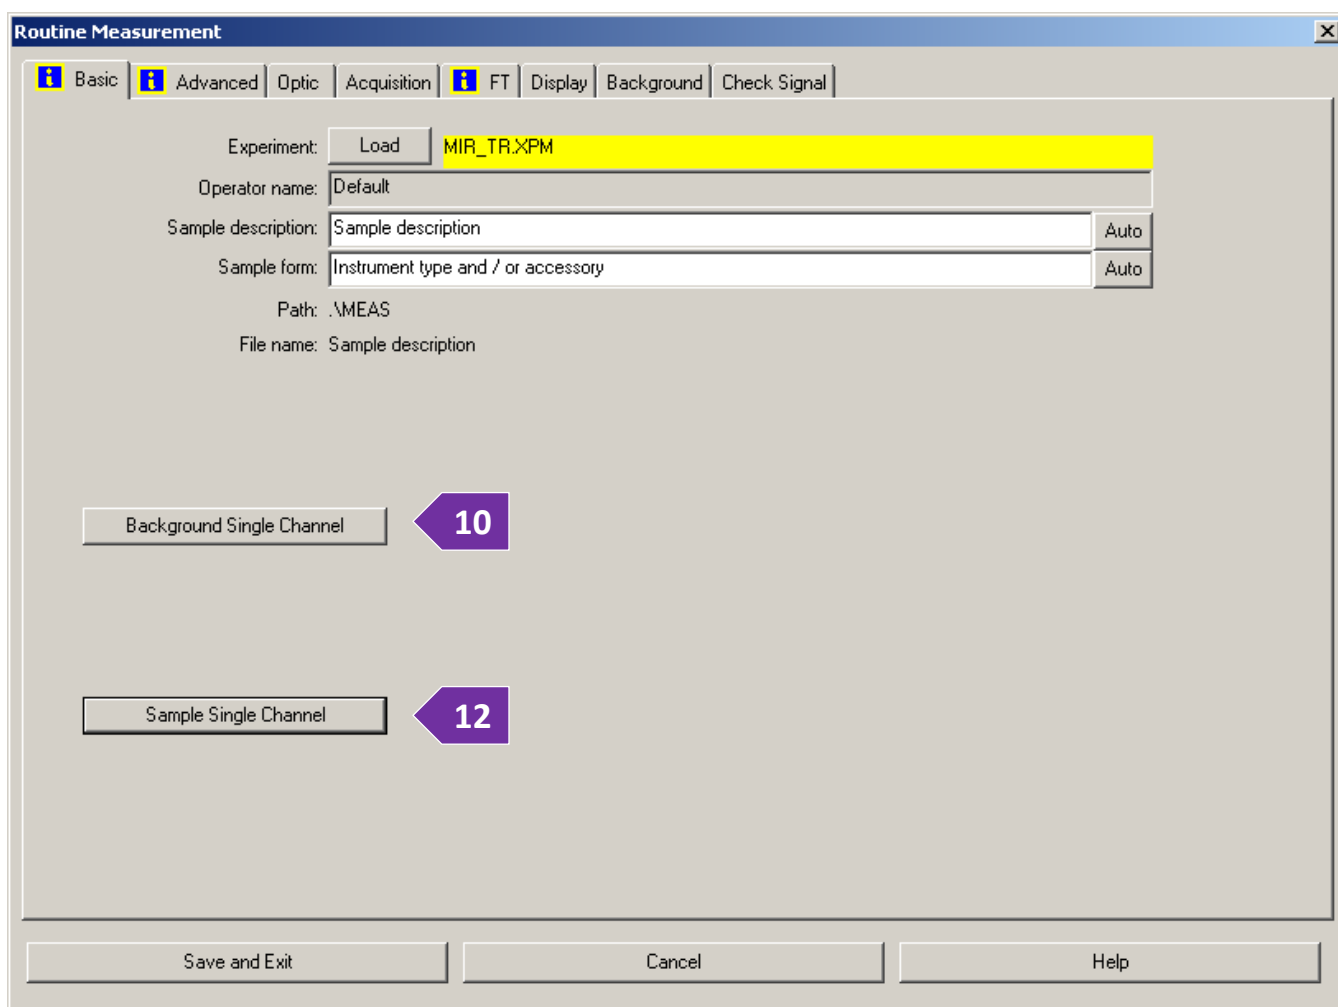 Routine Measurement
i Basic i Advanced Optic Acquisition i FT Display Background Check Signal
Experiment: Load MIR_TR.XPM
Operator name: Default
Sample description: Sample description Auto
Sample form: Instrument type and / or accessory Auto
Path: .\MEAS
File name: Sample description
Background Single Channel 10
Sample Single Channel 12
Save and Exit Cancel Help